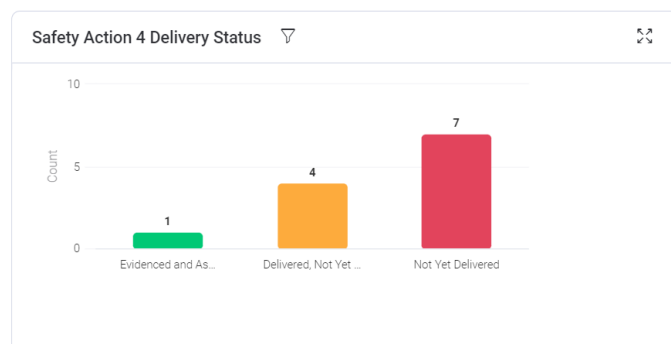 Safety Action 4 Delivery Status
10
7
Count
5
4
1
0
Evidenced and As...
Delivered, Not Yet ...
Not Yet Delivered